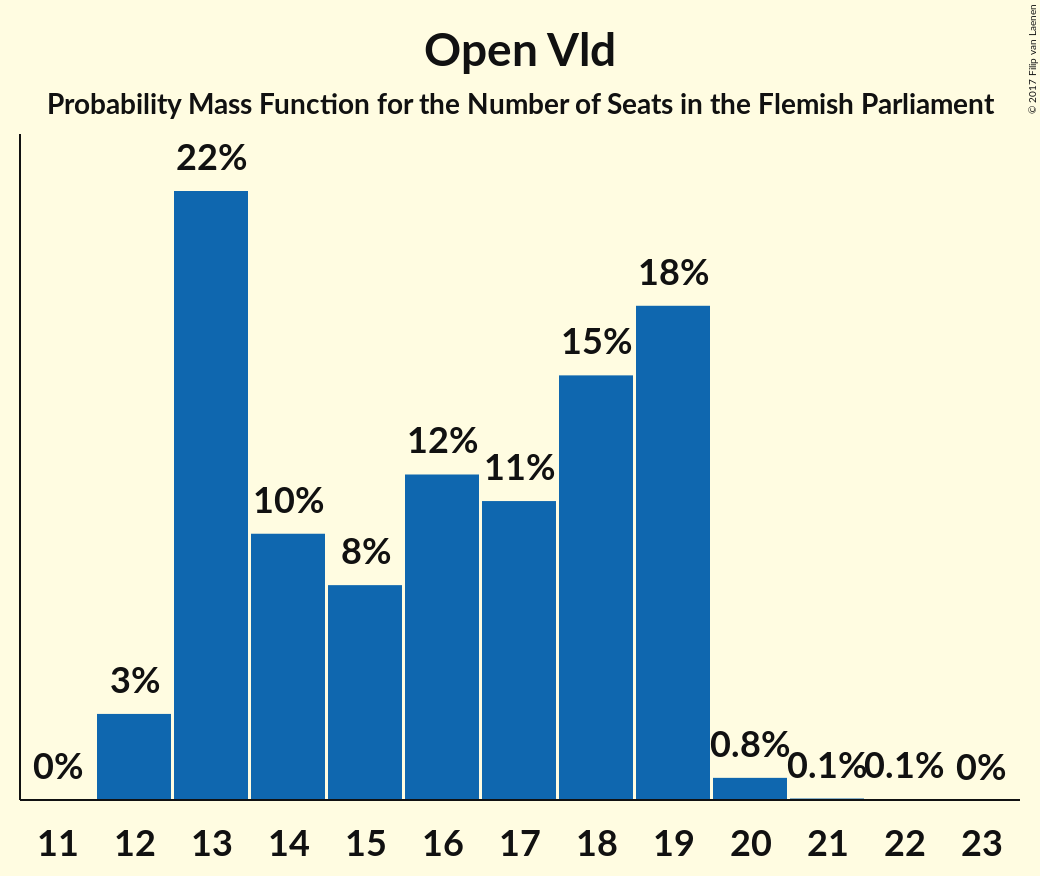 Open Vld
Probability Mass Function for the Number of Seats in the Flemish Parliament
© 2017 Filip van Laenen
22%
18%
15%
12%
11%
10%
8%
3%
0.8%
0% 0.1% 0.1% 0%
11 12 13 14 15 16 17 18 19 20 21 22 23